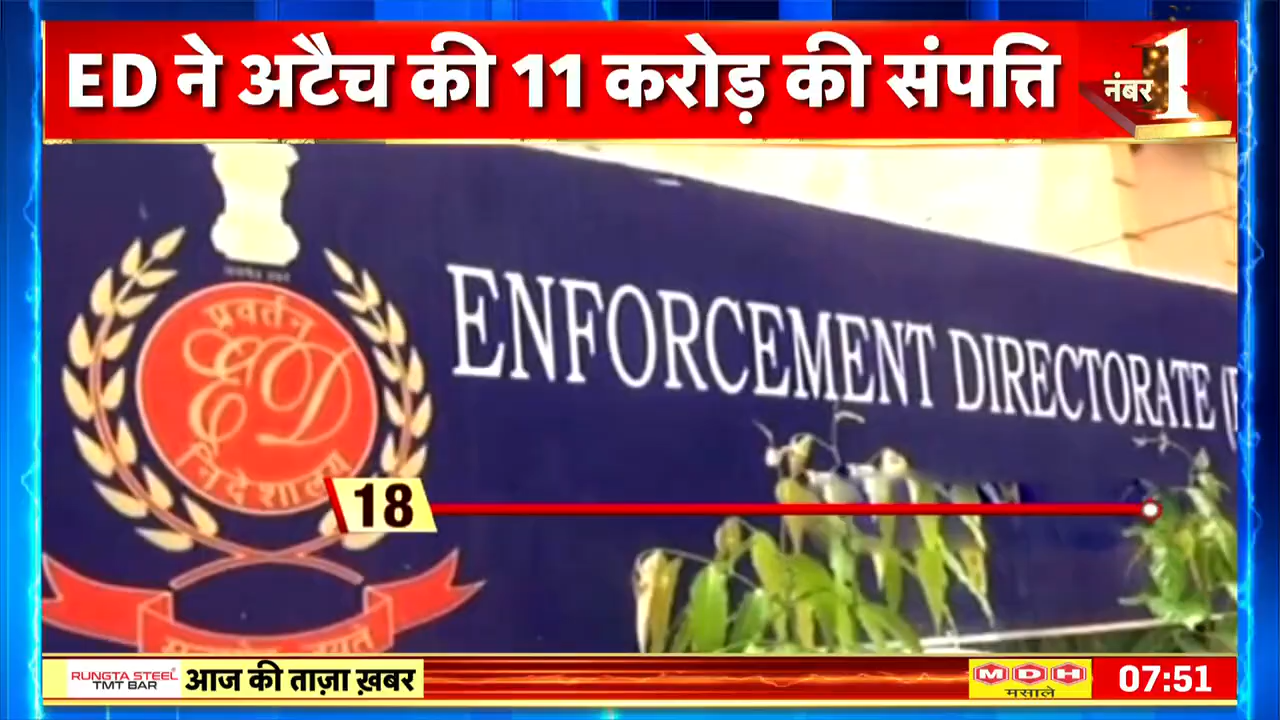 ED ने अटैच की 11 करोड़ की संपत्ति
नंबर 1
प्रवर्तन
ED
निदेशालय
ENFORCEMENT DIRECTORATE (
18
RUNGTA STEEL
TMT BAR
आज की ताज़ा ख़बर
MDH
मसाले
07:51